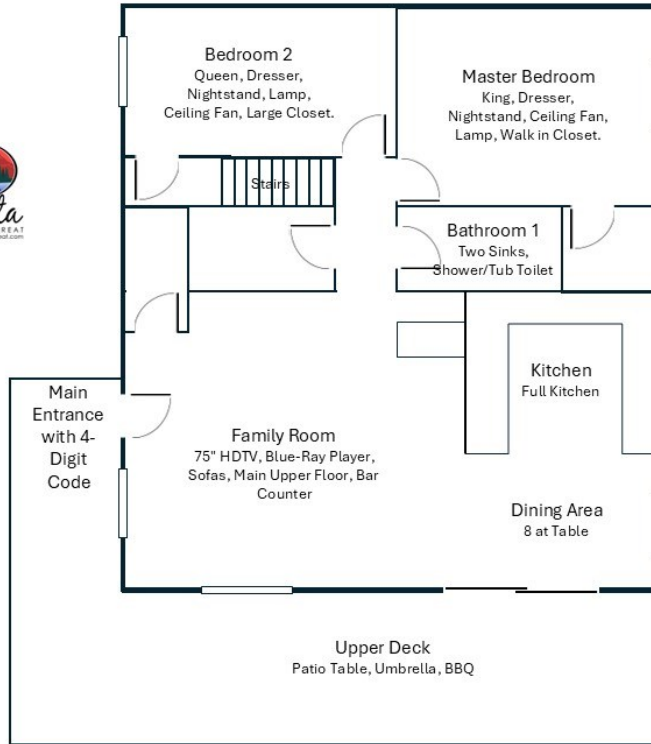 Bedroom 2
Queen, Dresser,
Nightstand, Lamp,
Ceiling Fan, Large Closet.
Master Bedroom
King, Dresser,
Nightstand, Ceiling Fan,
Lamp, Walk in Closet.
Stairs
Bathroom 1
Two Sinks,
Shower/Tub Toilet
Kitchen
Full Kitchen
Main
Entrance
with 4-
Digit
Code
Family Room
75" HDTV, Blue-Ray Player,
Sofas, Main Upper Floor, Bar
Counter
Dining Area
8 at Table
Upper Deck
Patio Table, Umbrella, BBQ